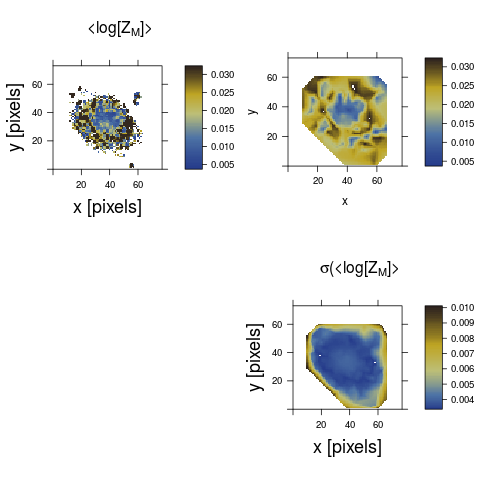 <log[Z_M]>
60
40
20
20 40 60
x [pixels]
y [pixels]
0.030
0.025
0.020
0.015
0.010
0.005
60
40
20
20 40 60
x
y
0.030
0.025
0.020
0.015
0.010
0.005
σ(<log[Z_M]>
60
40
20
20 40 60
x [pixels]
y [pixels]
0.010
0.009
0.008
0.007
0.006
0.005
0.004